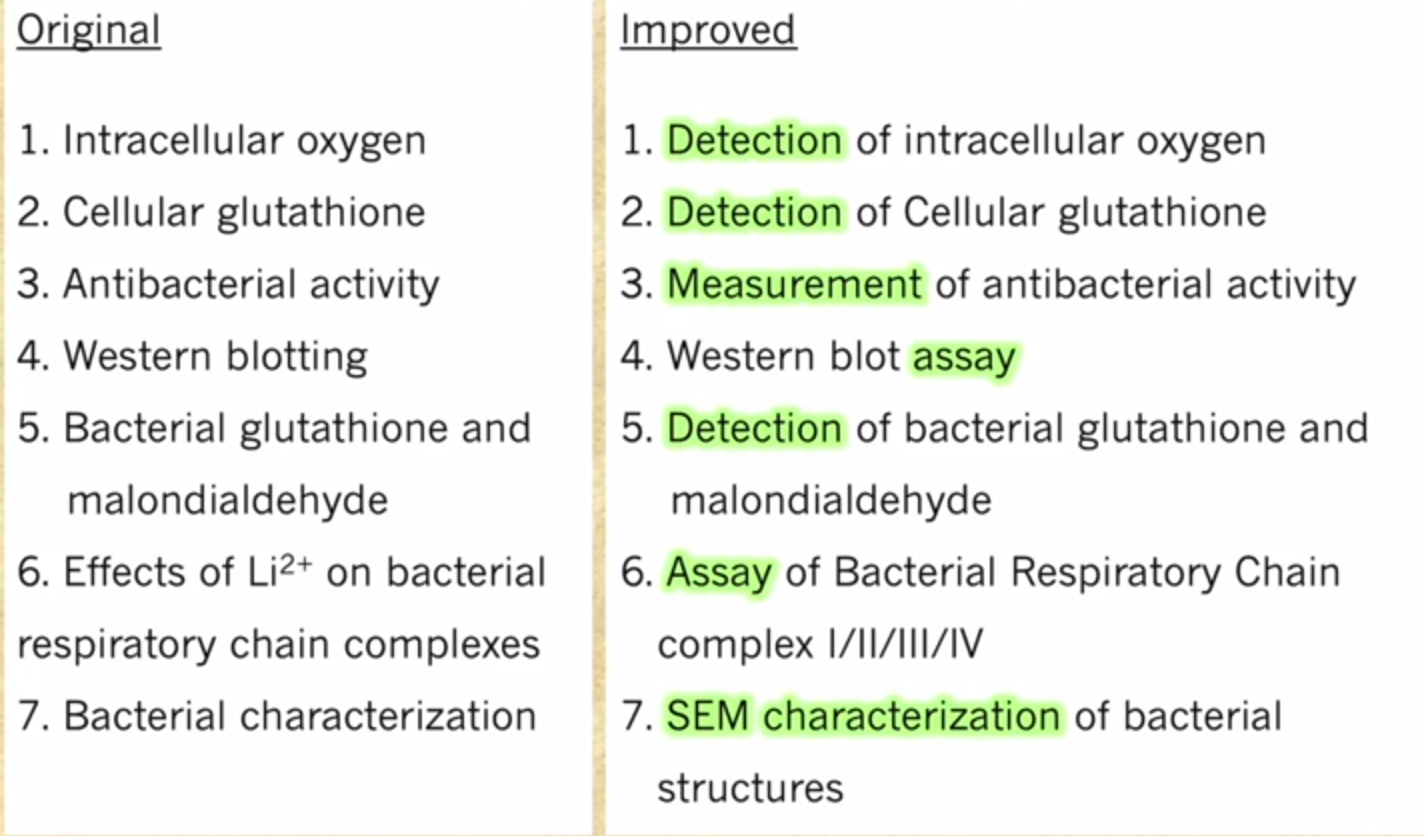 Original
1. Intracellular oxygen
2. Cellular glutathione
3. Antibacterial activity
4. Western blotting
5. Bacterial glutathione and
malondialdehyde
6. Effects of Li²⁺ on bacterial
respiratory chain complexes
7. Bacterial characterization
Improved
1. Detection of intracellular oxygen
2. Detection of Cellular glutathione
3. Measurement of antibacterial activity
4. Western blot assay
5. Detection of bacterial glutathione and
malondialdehyde
6. Assay of Bacterial Respiratory Chain
complex I/II/III/IV
7. SEM characterization of bacterial
structures